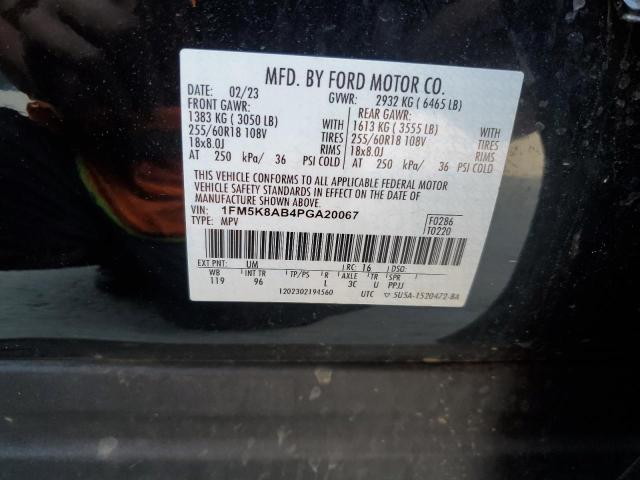 MFD. BY FORD MOTOR CO.
DATE: 02/23 GVWR: 2932 KG ( 6465 LB)
FRONT GAWR: REAR GAWR:
1383 KG ( 3050 LB) WITH 1613 KG ( 3555 LB) WITH
255/60R18 108V TIRES 255/60R18 108V TIRES
18x8.0J RIMS 18x8.0J RIMS
AT 250 kPa/ 36 PSI COLD AT 250 kPa/ 36 PSI COLD
THIS VEHICLE CONFORMS TO ALL APPLICABLE FEDERAL MOTOR
VEHICLE SAFETY STANDARDS IN EFFECT ON THE DATE OF
MANUFACTURE SHOWN ABOVE.
VIN: 1FM5K8AB4PGA20067 F0286
TYPE: MPV T0220
EXT PNT: UM RC: 16 DSO:
WB INT TR TP/PS R AXLE TR SPR
119 96 L 3C U PPJJ
1202302194560 UTC 5U5A-1520472-BA